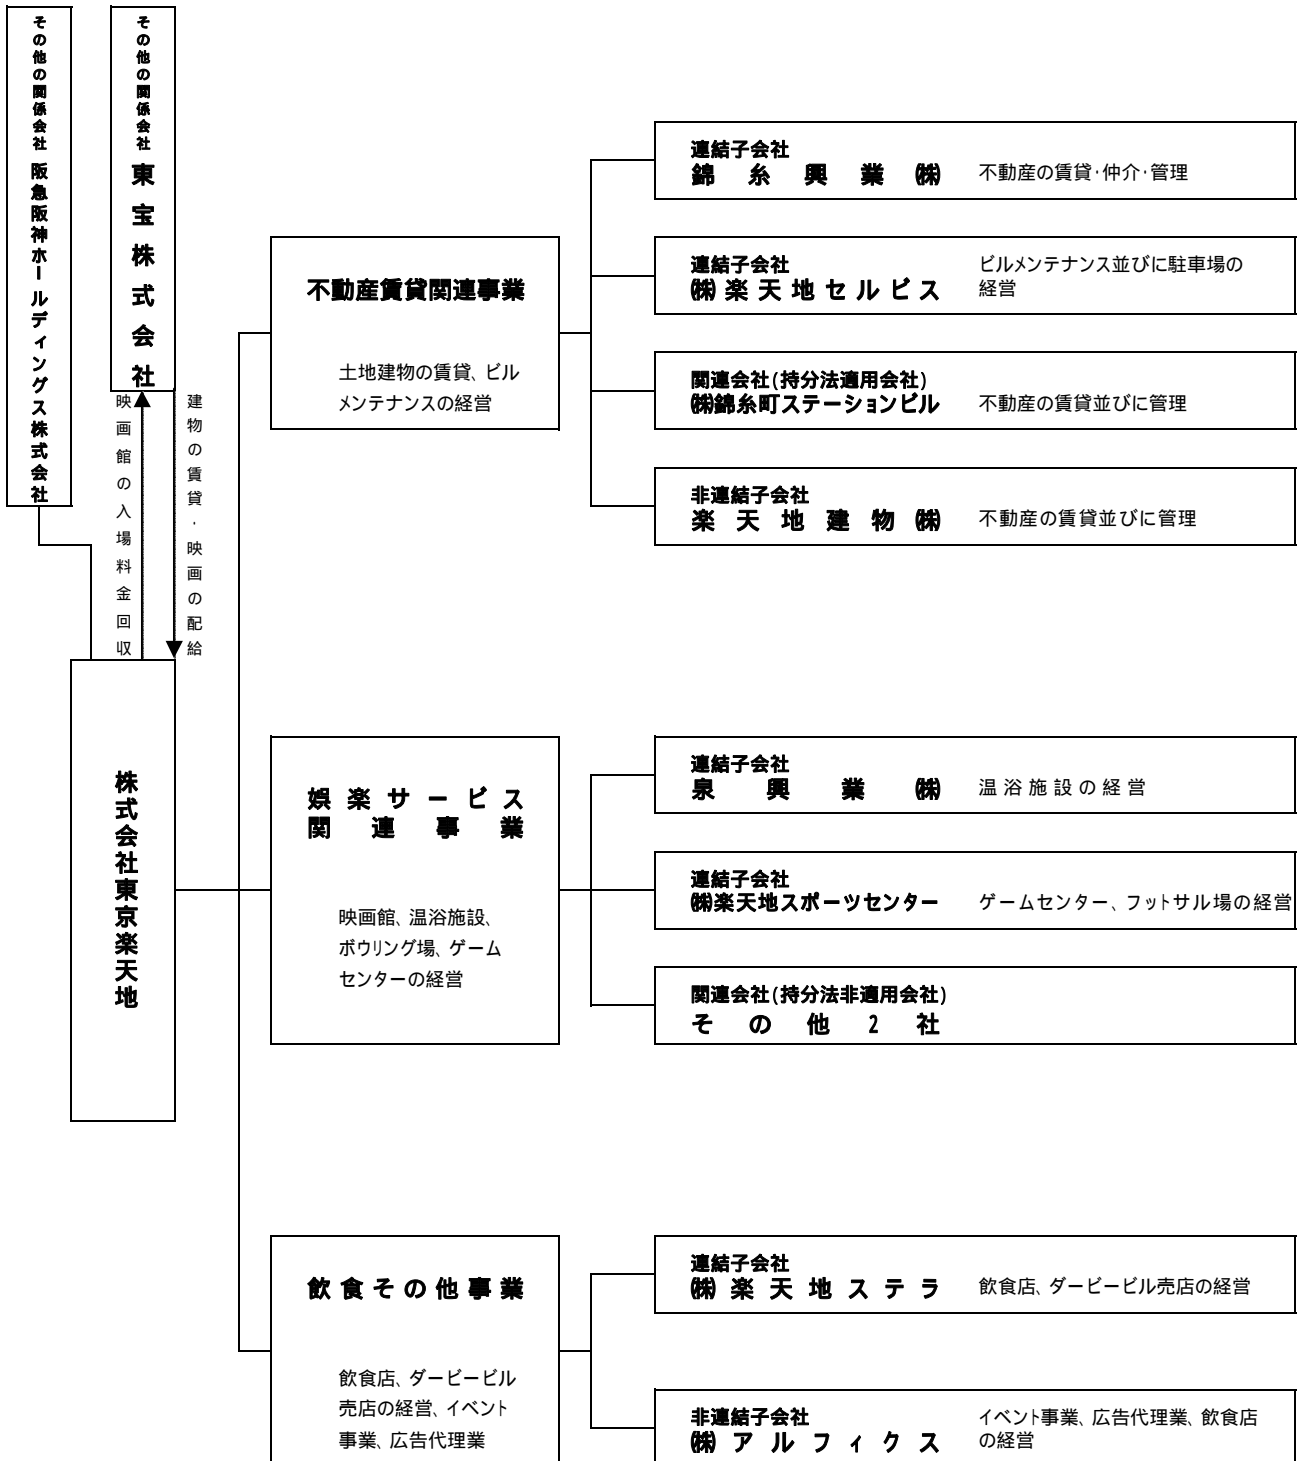 その他の関係会社 阪急阪神ホールディングス株式会社
その他の関係会社 東宝株式会社
映画館の入場料金回収
建物の賃貸・映画の配給
株式会社東京楽天地
不動産賃貸関連事業
土地建物の賃貸、ビル
メンテナンスの経営
連結子会社
錦糸興業㈱ 不動産の賃貸・仲介・管理
連結子会社
㈱楽天地セルビス
ビルメンテナンス並びに駐車場の
経営
関連会社(持分法適用会社)
㈱錦糸町ステーションビル 不動産の賃貸並びに管理
非連結子会社
楽天地建物㈱ 不動産の賃貸並びに管理
娯楽サービス
関連事業
映画館、温浴施設、
ボウリング場、ゲーム
センターの経営
連結子会社
泉興業㈱ 温浴施設の経営
連結子会社
㈱楽天地スポーツセンター ゲームセンター、フットサル場の経営
関連会社(持分法非適用会社)
その他2社
飲食その他事業
飲食店、ダービービル
売店の経営、イベント
事業、広告代理業
連結子会社
㈱楽天地ステラ 飲食店、ダービービル売店の経営
非連結子会社
㈱アルフィクス
イベント事業、広告代理業、飲食店
の経営